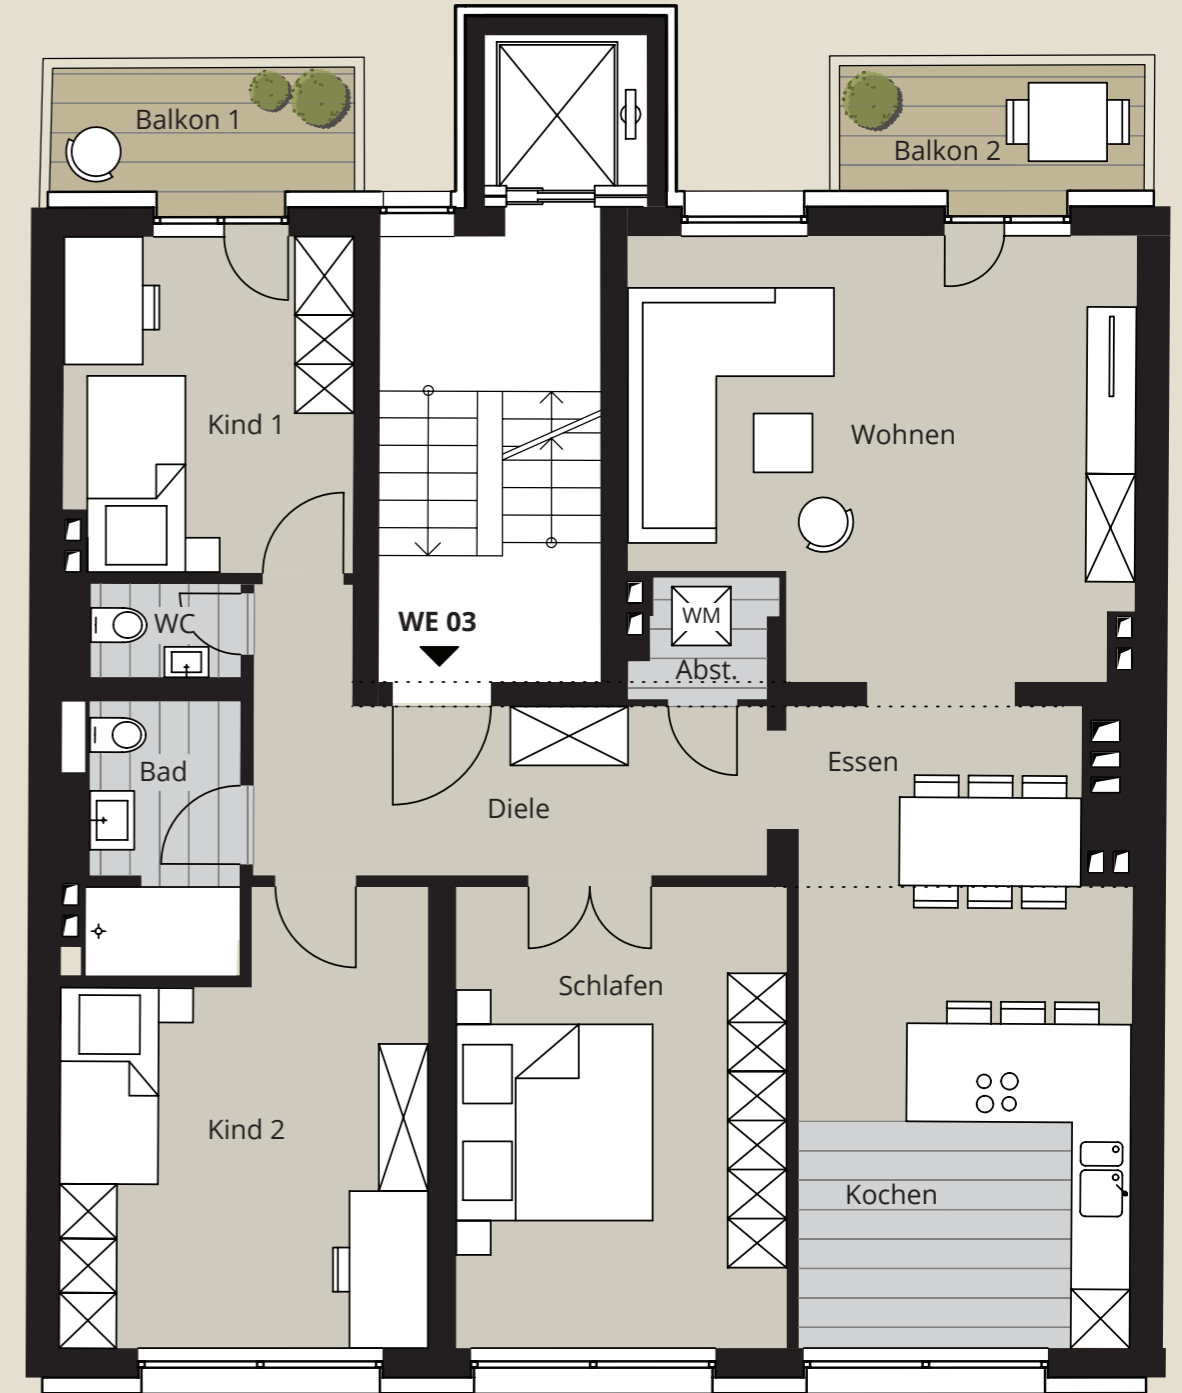 Balkon 1
Balkon 2
Kind 1
Wohnen
WC
WE 03
WM
Abst.
Bad
Essen
Diele
Schlafen
Kind 2
Kochen